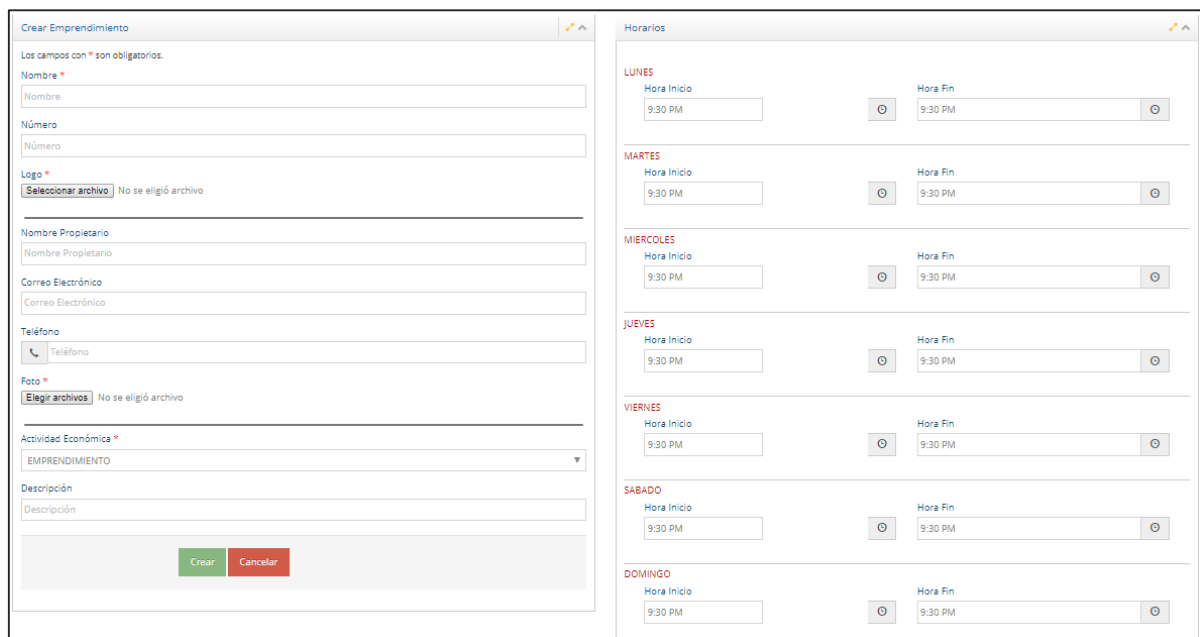 Crear Emprendimiento
Los campos con * son obligatorios.
Nombre *
Nombre
Número
Número
Logo *
Seleccionar archivo No se eligió archivo
Nombre Propietario
Nombre Propietario
Correo Electrónico
Correo Electrónico
Teléfono
Teléfono
Foto *
Elegir archivos No se eligió archivo
Actividad Económica *
EMPRENDIMIENTO
Descripción
Descripción
Crear Cancelar
Horarios
LUNES
Hora Inicio Hora Fin
9:30 PM 9:30 PM
MARTES
Hora Inicio Hora Fin
9:30 PM 9:30 PM
MIERCOLES
Hora Inicio Hora Fin
9:30 PM 9:30 PM
JUEVES
Hora Inicio Hora Fin
9:30 PM 9:30 PM
VIERNES
Hora Inicio Hora Fin
9:30 PM 9:30 PM
SABADO
Hora Inicio Hora Fin
9:30 PM 9:30 PM
DOMINGO
Hora Inicio Hora Fin
9:30 PM 9:30 PM